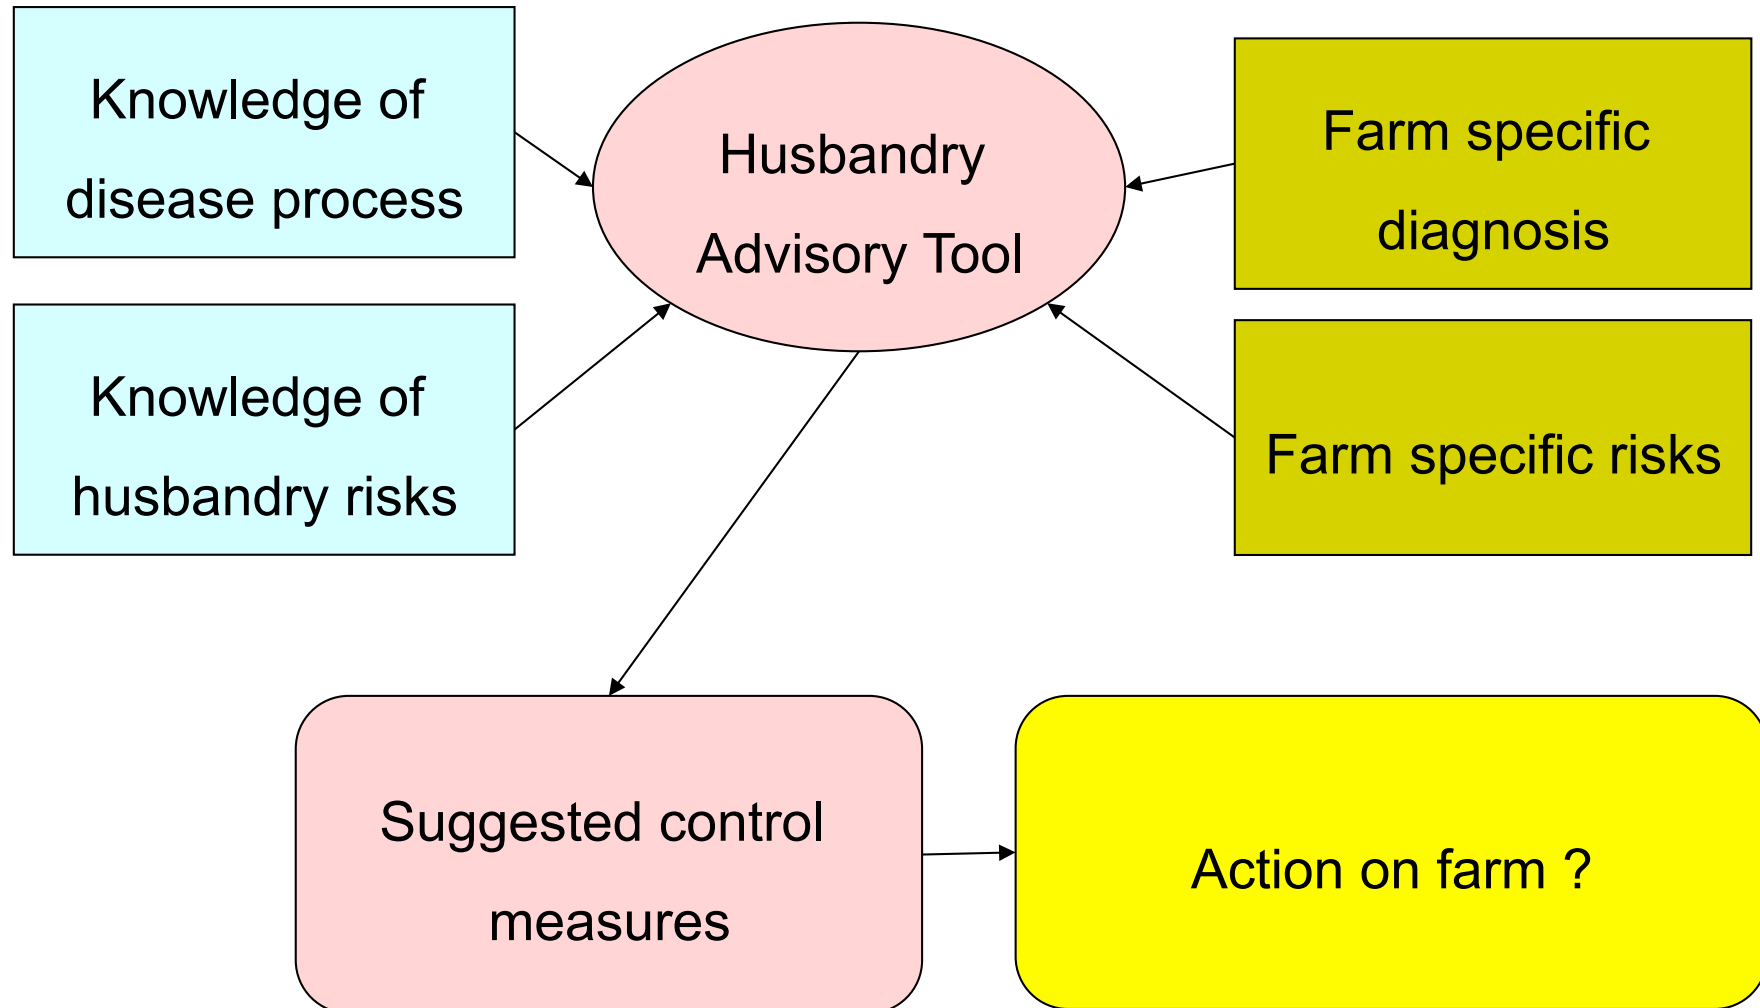 Knowledge of
disease process
Husbandry
Advisory Tool
Farm specific
diagnosis
Knowledge of
husbandry risks
Farm specific risks
Suggested control
measures
Action on farm ?